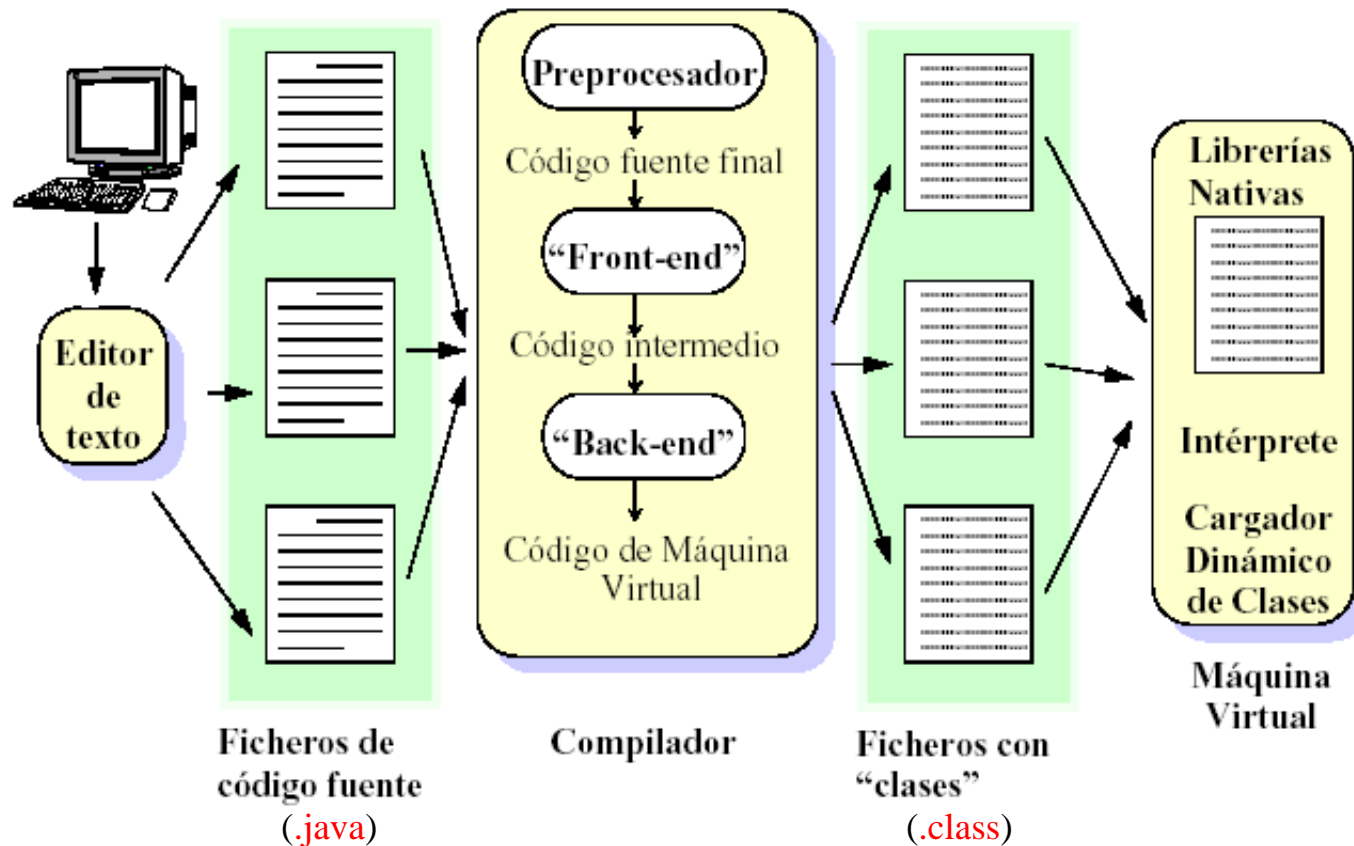 Editor
de
texto
Ficheros de
código fuente
(.java)
Preprocesador
Código fuente final
“Front-end”
Código intermedio
“Back-end”
Código de Máquina
Virtual
Compilador
Ficheros con
“clases”
(.class)
Librerías
Nativas
Intérprete
Cargador
Dinámico
de Clases
Máquina
Virtual